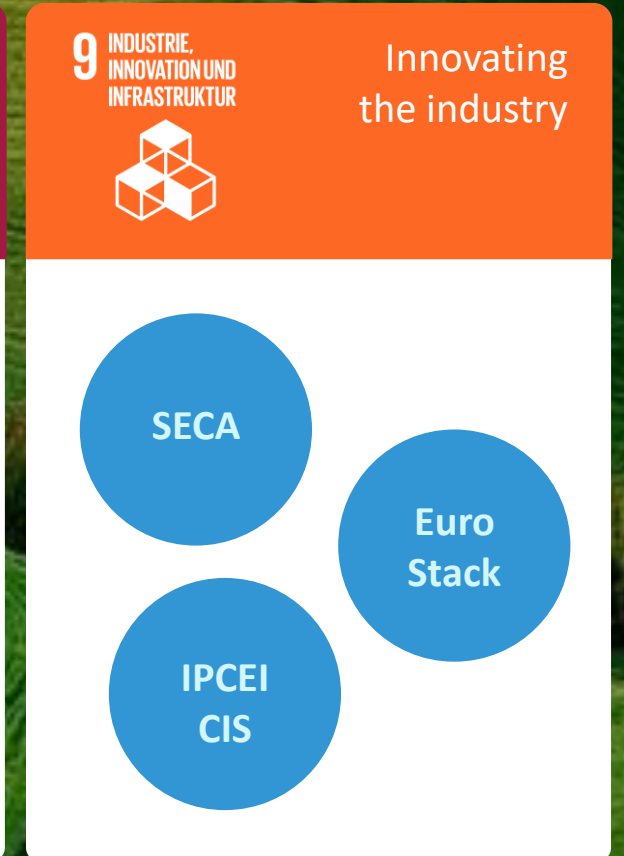 9 INDUSTRIE,
INNOVATION UND
INFRASTRUKTUR
Innovating
the industry
SECA
Euro
Stack
IPCEI
CIS